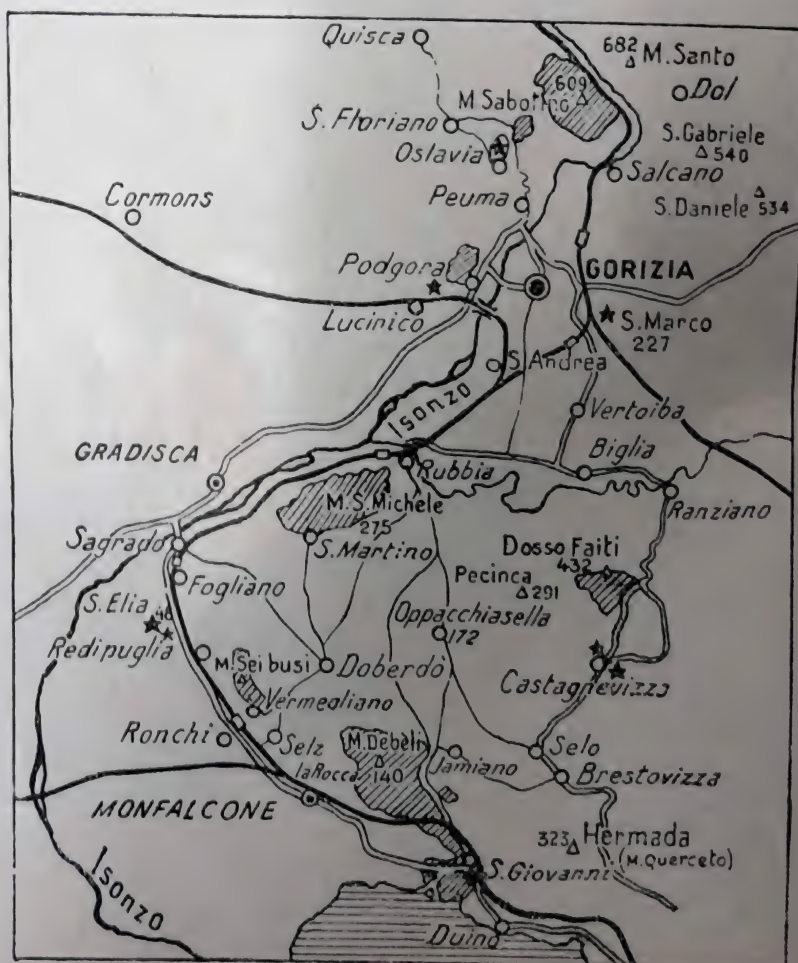 Quisca
682 M. Santo
Dol
609
M. Sabotino
S. Floriano
Oslavia
S. Gabriele
540
Salcano
S. Daniele 534
Peuma
Cormons
Podgora
GORIZIA
Lucinico
S. Marco
227
S. Andrea
Isonzo
Vertoiba
GRADISCA
Rubbia
Biglia
Ranziano
M. S. Michele
275
Sagrado
S. Martino
Dosso Faiti
432
Pecinca
291
Fogliano
S. Elia 48
Redipuglia
Oppacchiasella
172
M. Sei busi
Doberdò
Castagnevizza
Vermegliano
Ronchi
Selz
M. Debeli
140
la Rocca
Jamiano
Selo
Brestovizza
MONFALCONE
323 Hermada
(M. Querceto)
S. Giovanni
Isonzo
Duino